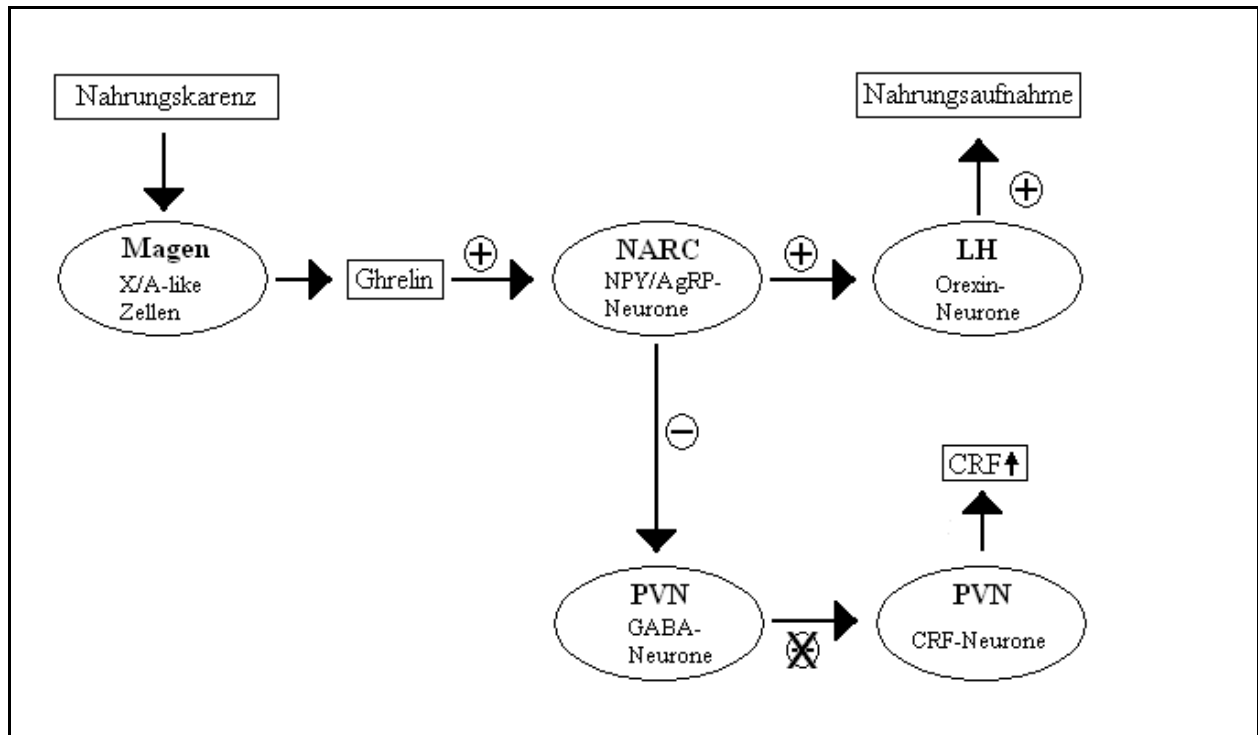 Nahrungskarenz
Nahrungsaufnahme
Magen
X/A-like
Zellen
Ghrelin
+
NARC
NPY/AgRP-
Neurone
+
LH
Orexin-
Neurone
+
−
CRF↑
PVN
GABA-
Neurone
PVN
CRF-Neurone